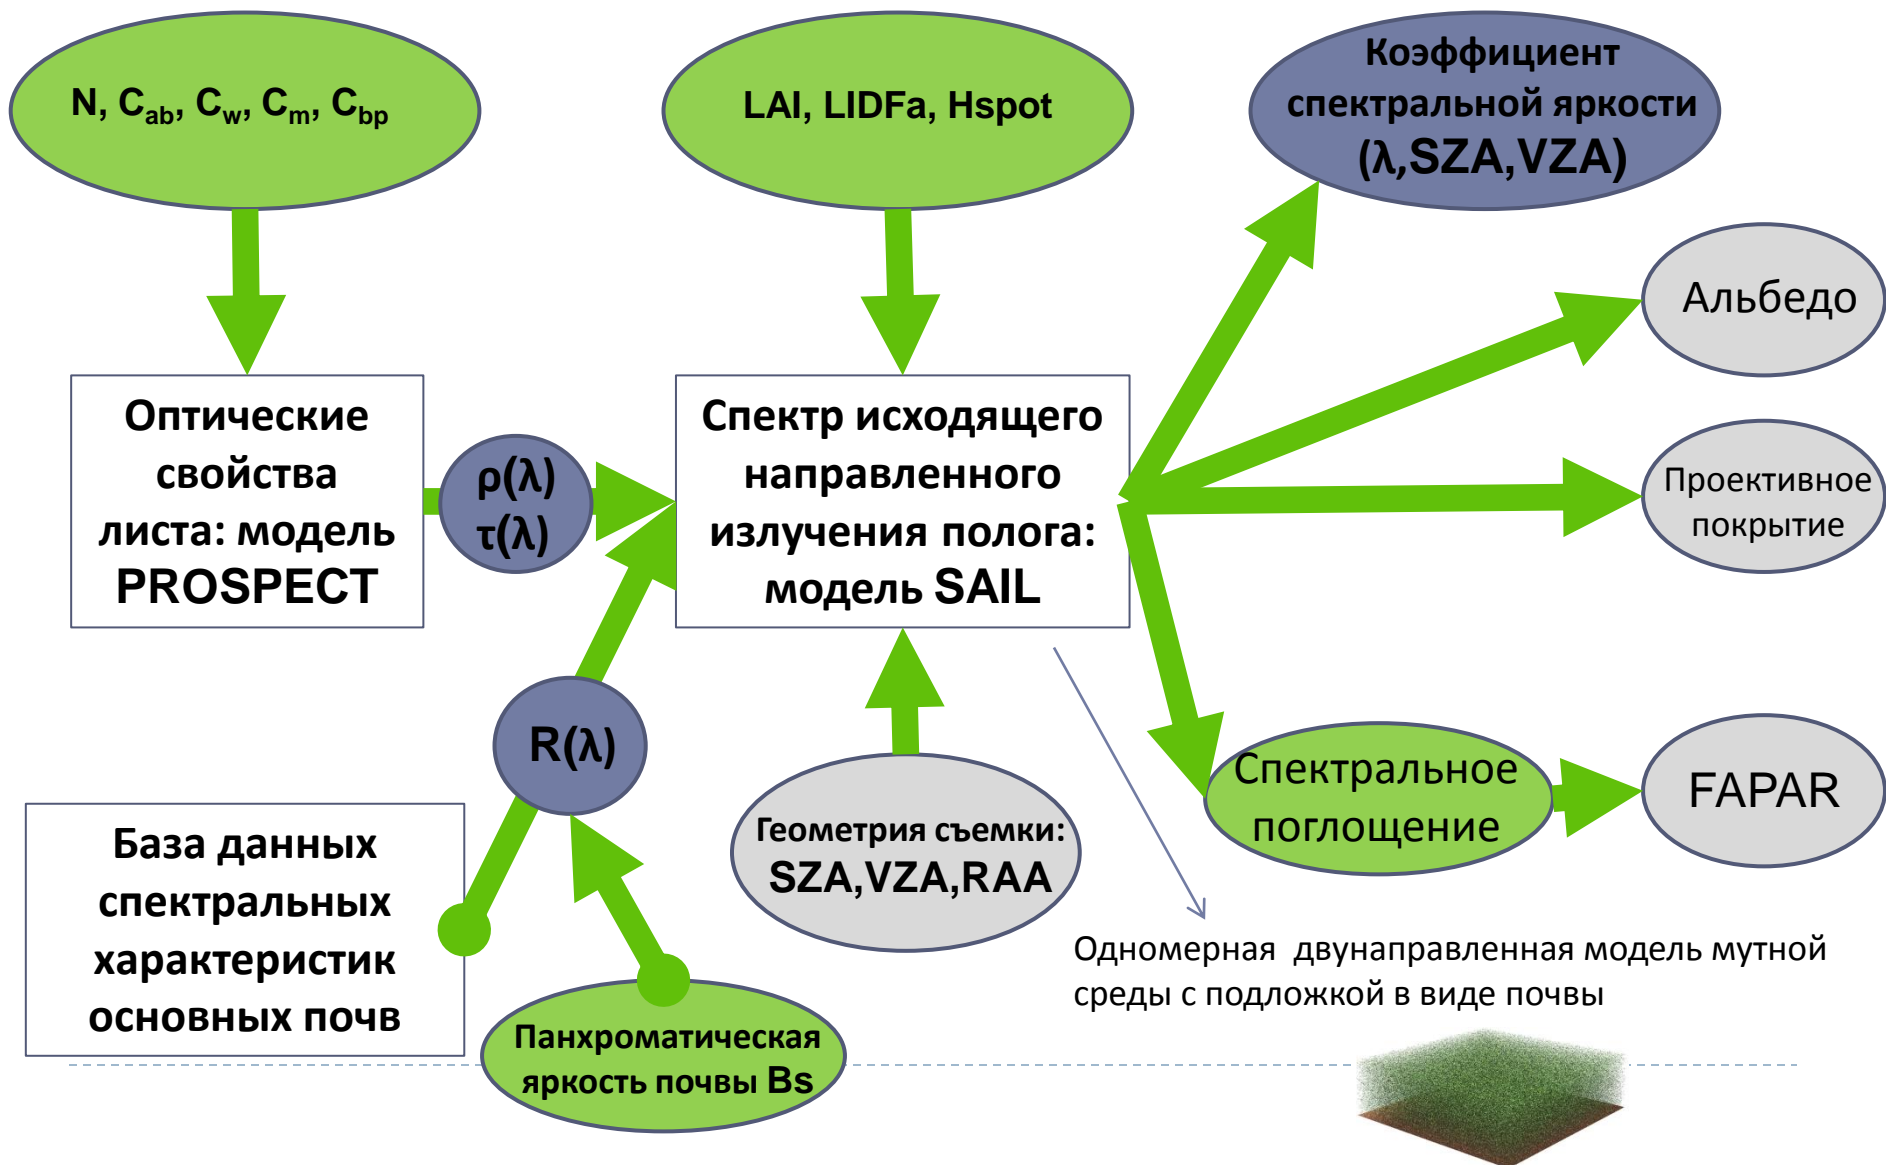 N, Cab, Cw, Cm, Cbp
LAI, LIDFa, Hspot
Коэффициент
спектральной яркости
(λ,SZA,VZA)
Альбедо
Проективное
покрытие
Оптические
свойства
листа: модель
PROSPECT
ρ(λ)
τ(λ)
Спектр исходящего
направленного
излучения полога:
модель SAIL
R(λ)
База данных
спектральных
характеристик
основных почв
Панхроматическая
яркость почвы Bs
Геометрия съемки:
SZA,VZA,RAA
Спектральное
поглощение
FAPAR
Одномерная двунаправленная модель мутной
среды с подложкой в виде почвы